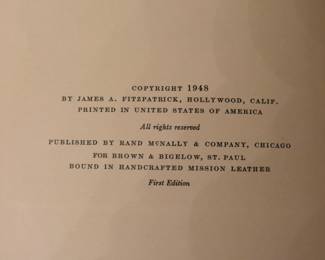 COPYRIGHT 1948
BY JAMES A. FITZPATRICK, HOLLYWOOD, CALIF.
PRINTED IN UNITED STATES OF AMERICA
All rights reserved
PUBLISHED BY RAND MCNALLY & COMPANY, CHICAGO
FOR BROWN & BIGELOW, ST. PAUL
BOUND IN HANDCRAFTED MISSION LEATHER
First Edition